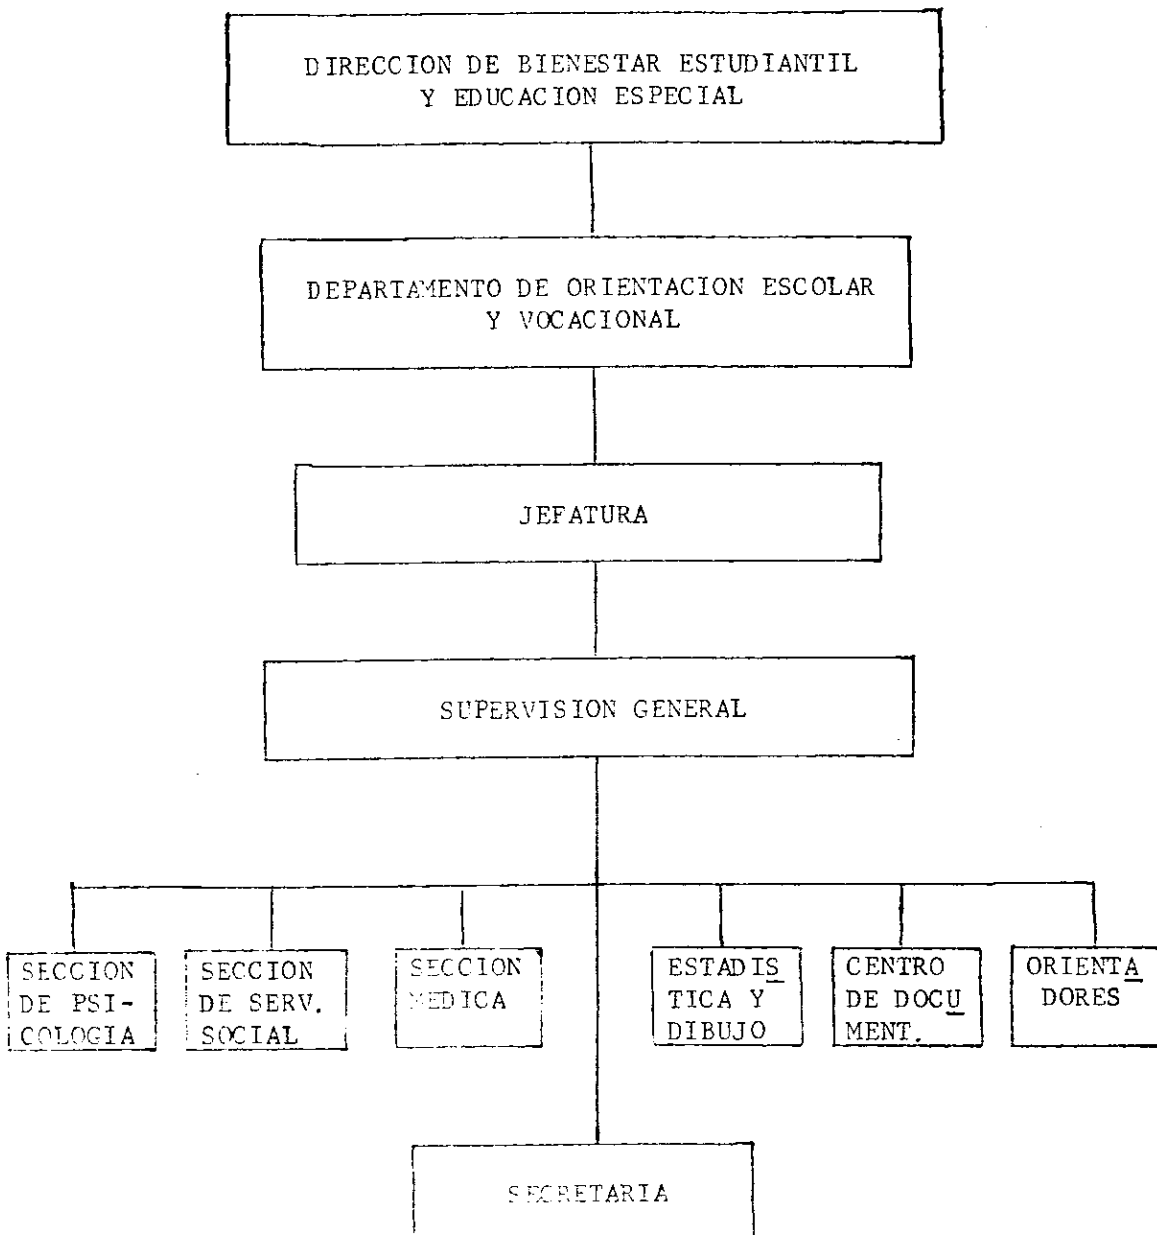 DIRECCION DE BIENESTAR ESTUDIANTIL
Y EDUCACION ESPECIAL
DEPARTAMENTO DE ORIENTACION ESCOLAR
Y VOCACIONAL
JEFATURA
SUPERVISION GENERAL
SECCION
DE PSI-
COLOGIA
SECCION
DE SERV.
SOCIAL
SECCION
MEDICA
ESTADIS
TICA Y
DIBUJO
CENTRO
DE DOCU
MENT.
ORIENTA
DORES
SECRETARIA